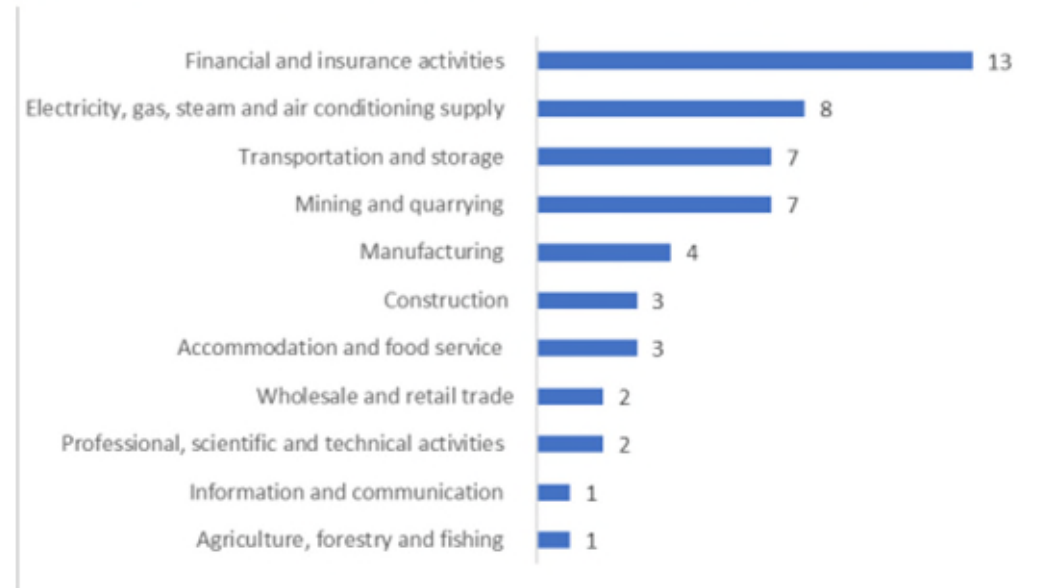 Financial and insurance activities 13
Electricity, gas, steam and air conditioning supply 8
Transportation and storage 7
Mining and quarrying 7
Manufacturing 4
Construction 3
Accommodation and food service 3
Wholesale and retail trade 2
Professional, scientific and technical activities 2
Information and communication 1
Agriculture, forestry and fishing 1